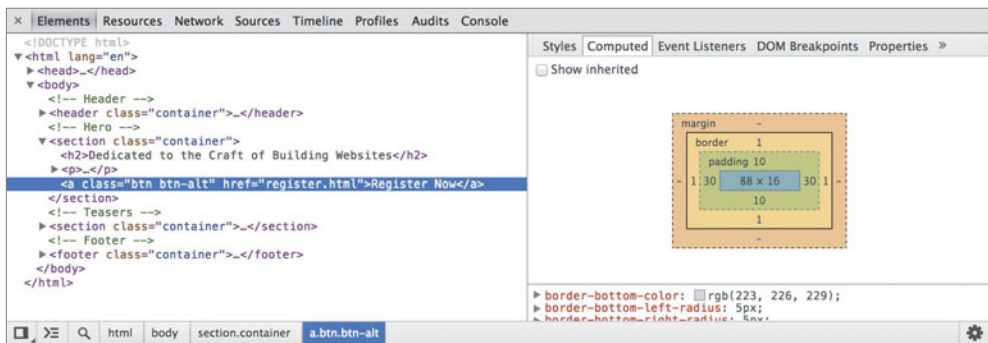 × Elements Resources Network Sources Timeline Profiles Audits Console
<!DOCTYPE html>
▼<html lang="en">
▶<head>…</head>
▼<body>
<!-- Header -->
▶<header class="container">…</header>
<!-- Hero -->
▼<section class="container">
<h2>Dedicated to the Craft of Building Websites</h2>
▶<p>…</p>
<a class="btn btn-alt" href="register.html">Register Now</a>
</section>
<!-- Teasers -->
▶<section class="container">…</section>
<!-- Footer -->
▶<footer class="container">…</footer>
</body>
</html>
html body section.container a.btn.btn-alt
Styles Computed Event Listeners DOM Breakpoints Properties »
Show inherited
margin -
border 1
padding 10
- 1 30 88 × 16 30 1 -
10
1
-
▶border-bottom-color: rgb(223, 226, 229);
▶border-bottom-left-radius: 5px;
▶border-bottom-right-radius: 5px;